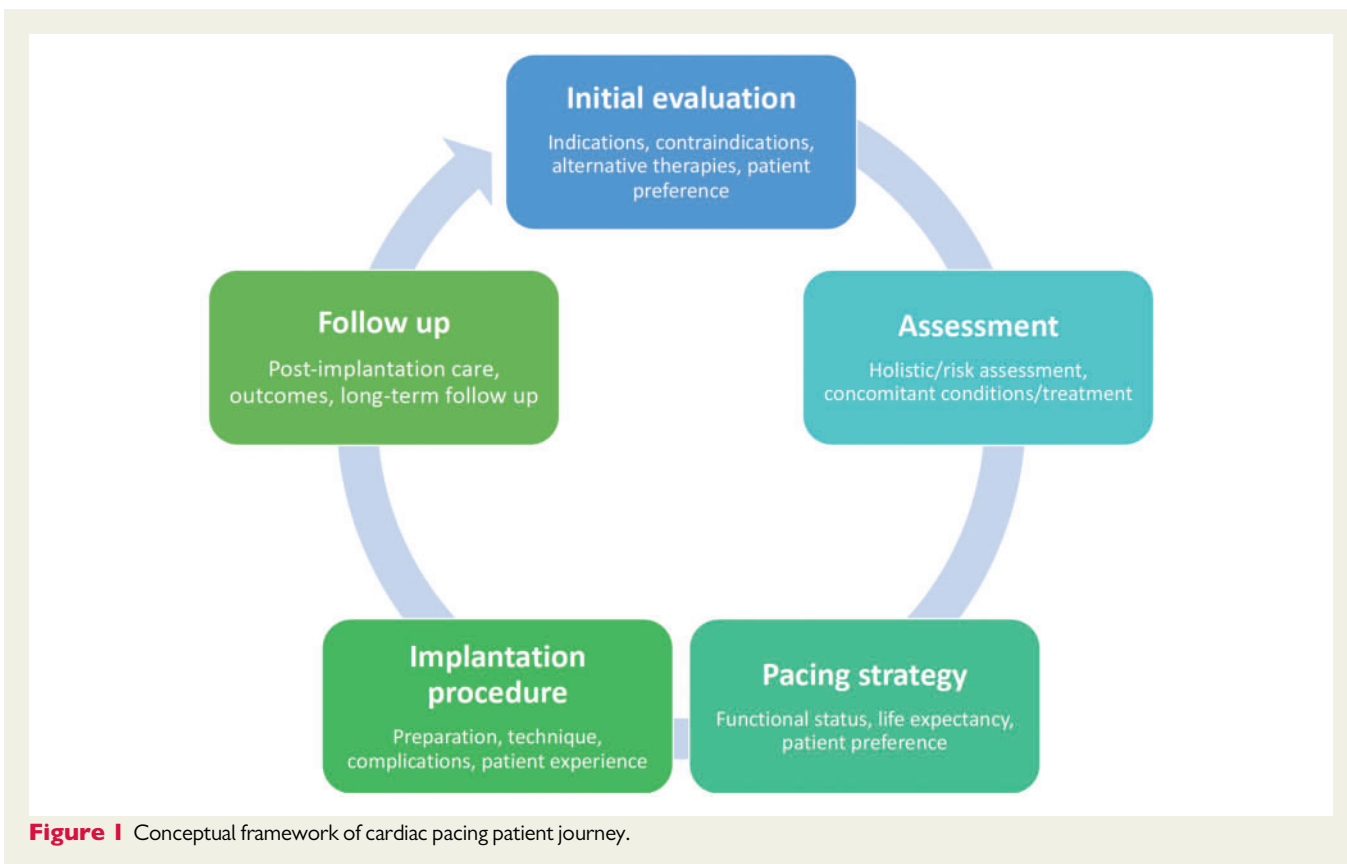 Initial evaluation
Indications, contraindications,
alternative therapies, patient
preference
Assessment
Holistic/risk assessment,
concomitant conditions/treatment
Pacing strategy
Functional status, life expectancy,
patient preference
Implantation
procedure
Preparation, technique,
complications, patient experience
Follow up
Post-implantation care,
outcomes, long-term follow up
Figure 1 Conceptual framework of cardiac pacing patient journey.